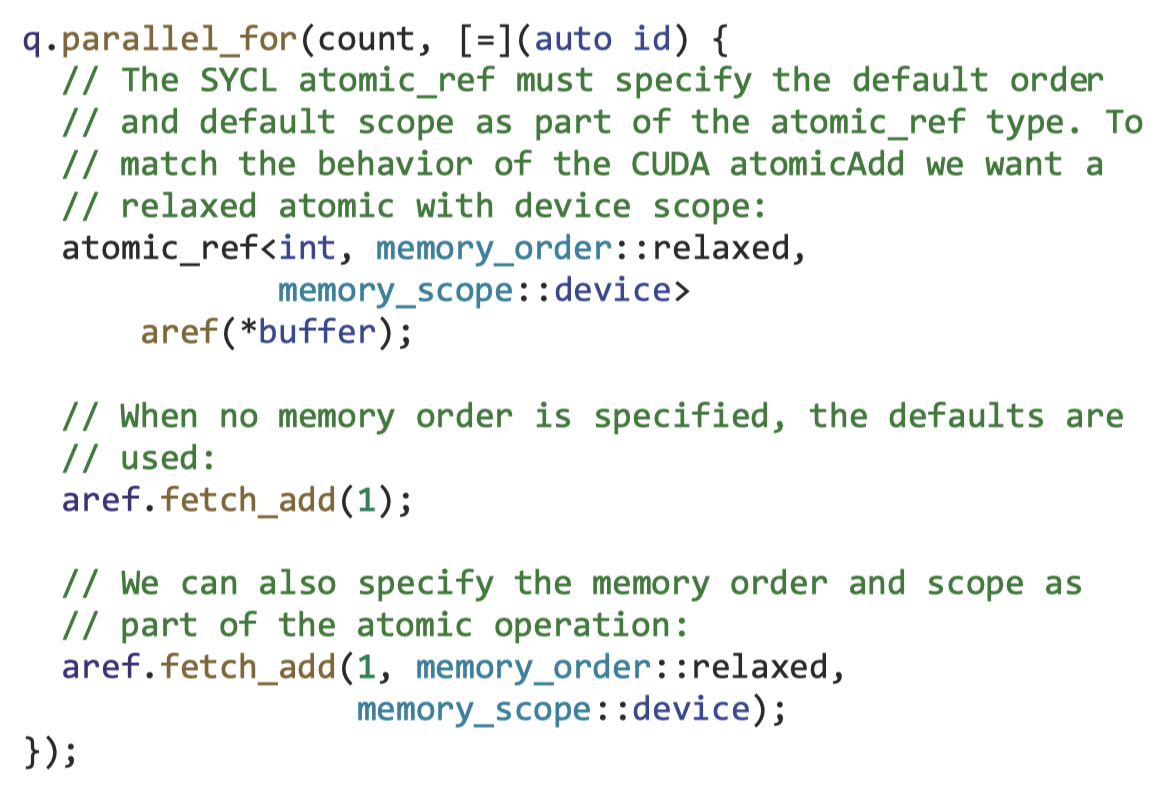 q.parallel_for(count, [=](auto id) {
  // The SYCL atomic_ref must specify the default order
  // and default scope as part of the atomic_ref type. To
  // match the behavior of the CUDA atomicAdd we want a
  // relaxed atomic with device scope:
  atomic_ref<int, memory_order::relaxed,
             memory_scope::device>
      aref(*buffer);

  // When no memory order is specified, the defaults are
  // used:
  aref.fetch_add(1);

  // We can also specify the memory order and scope as
  // part of the atomic operation:
  aref.fetch_add(1, memory_order::relaxed,
                 memory_scope::device);
});